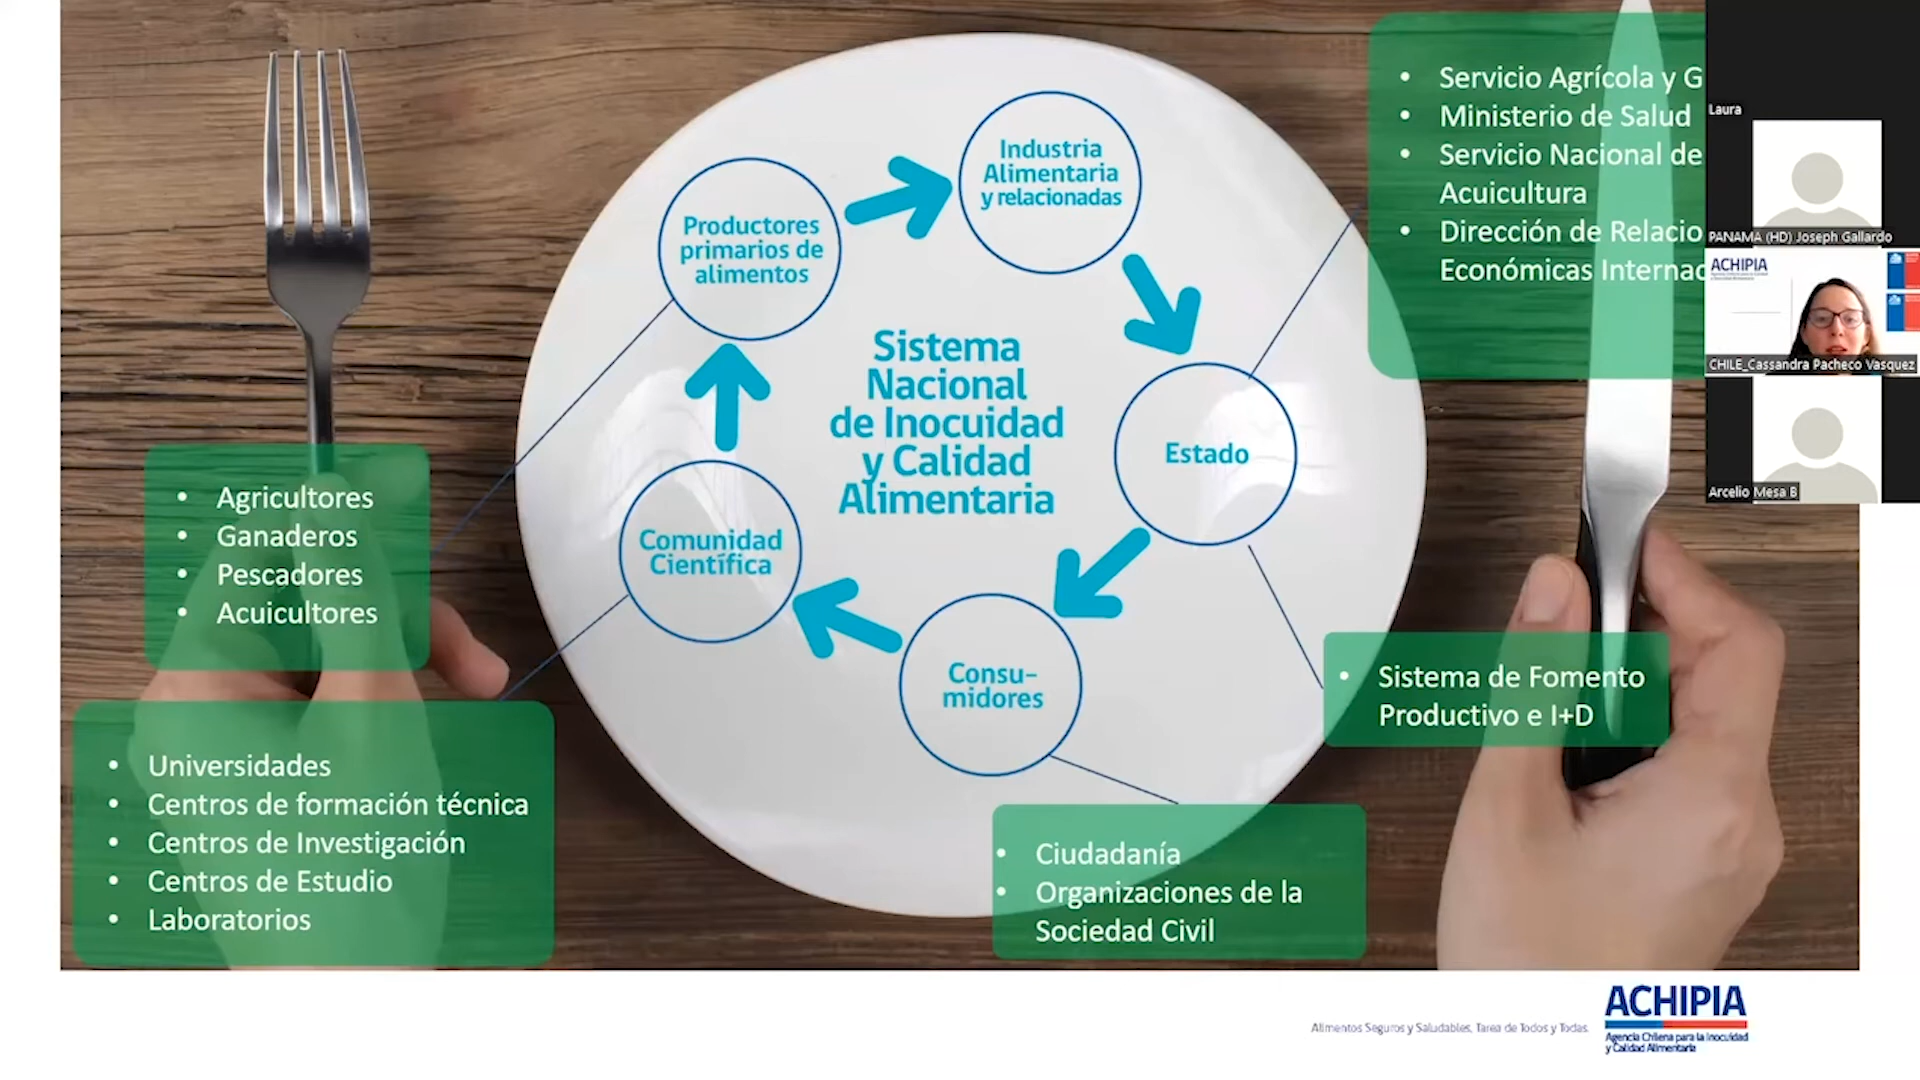 Industria
Alimentaria
y relacionadas
Productores
primarios de
alimentos
Sistema
Nacional
de Inocuidad
y Calidad
Alimentaria
Estado
Comunidad
Científica
Consu-
midores
• Servicio Agrícola y G
• Ministerio de Salud
• Servicio Nacional de
Acuicultura
• Dirección de Relacio
Económicas Internac
• Agricultores
• Ganaderos
• Pescadores
• Acuicultores
• Sistema de Fomento
Productivo e I+D
• Universidades
• Centros de formación técnica
• Centros de Investigación
• Centros de Estudio
• Laboratorios
• Ciudadanía
• Organizaciones de la
Sociedad Civil
Laura
PANAMA (HD) Joseph Gallardo
ACHIPIA
CHILE_Cassandra Pacheco Vasquez
Arcelio Mesa B
Alimentos Seguros y Saludables, Tarea de Todos y Todas.
ACHIPIA
Agencia Chilena para la Inocuidad
y Calidad Alimentaria